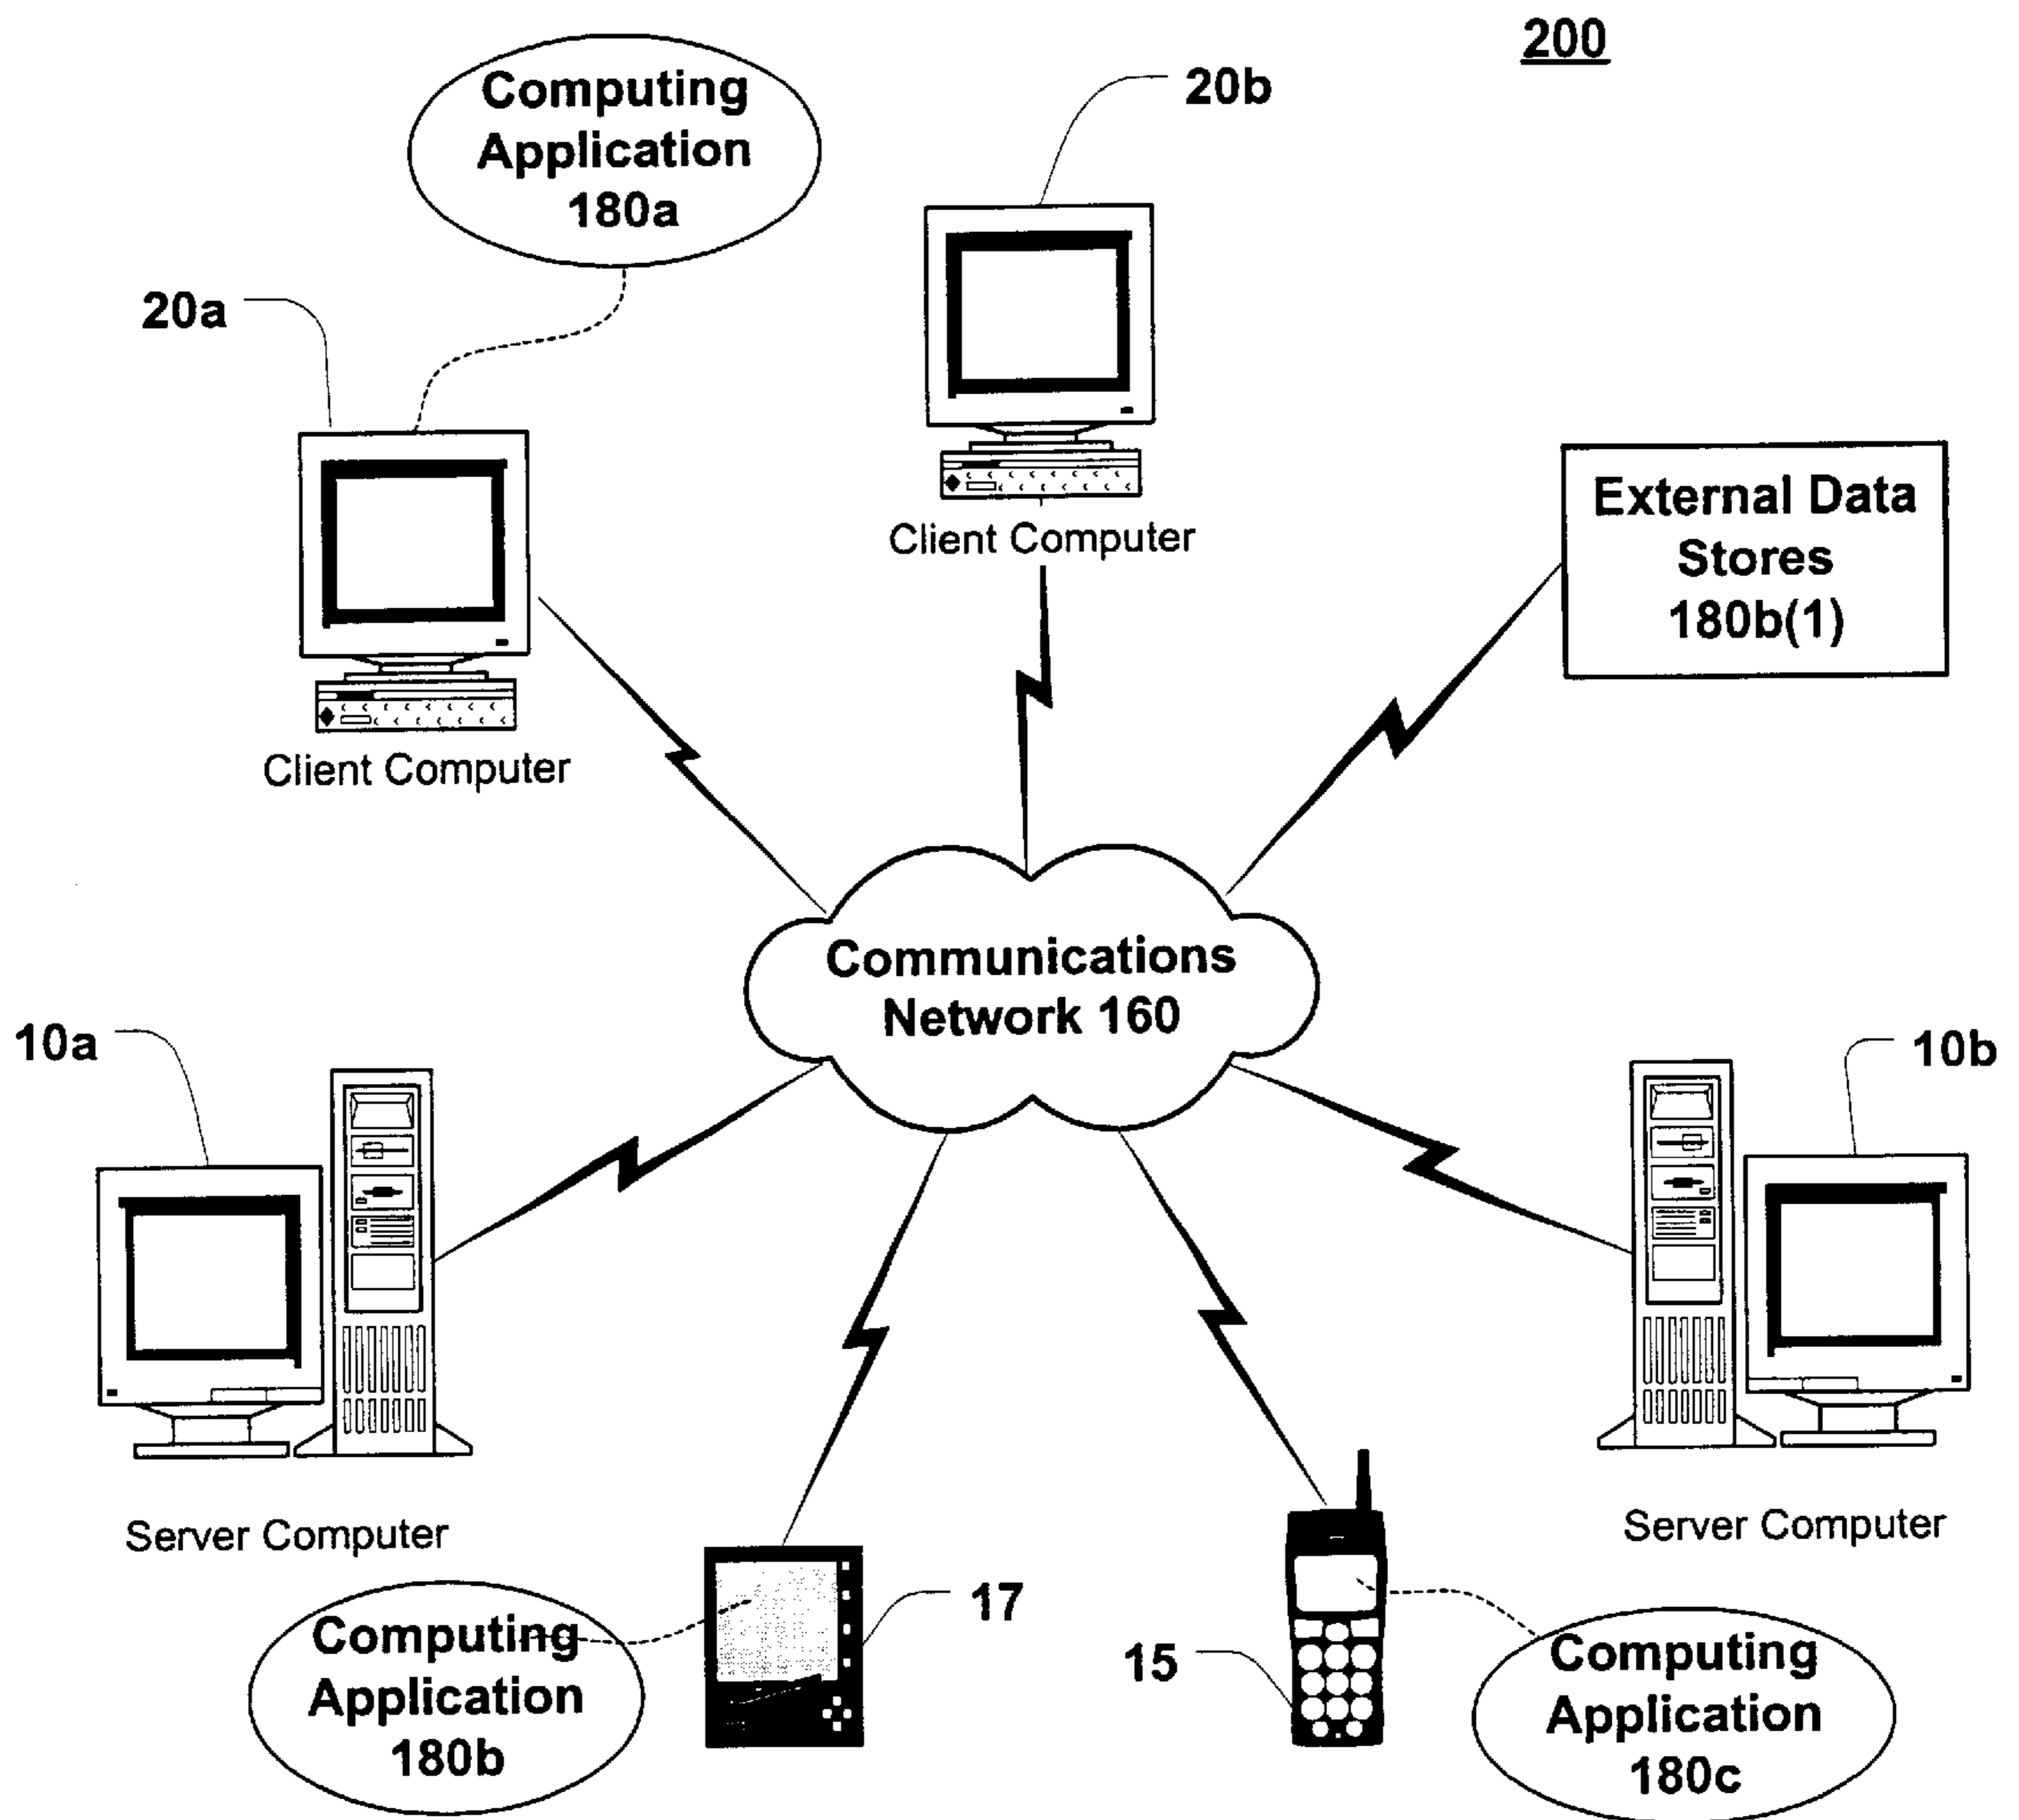 200
Computing
Application
180a
20b
20a
Client Computer
External Data
Stores
180b(1)
Client Computer
Communications
Network 160
10a
10b
Server Computer
Server Computer
17
15
Computing
Application
180b
Computing
Application
180c